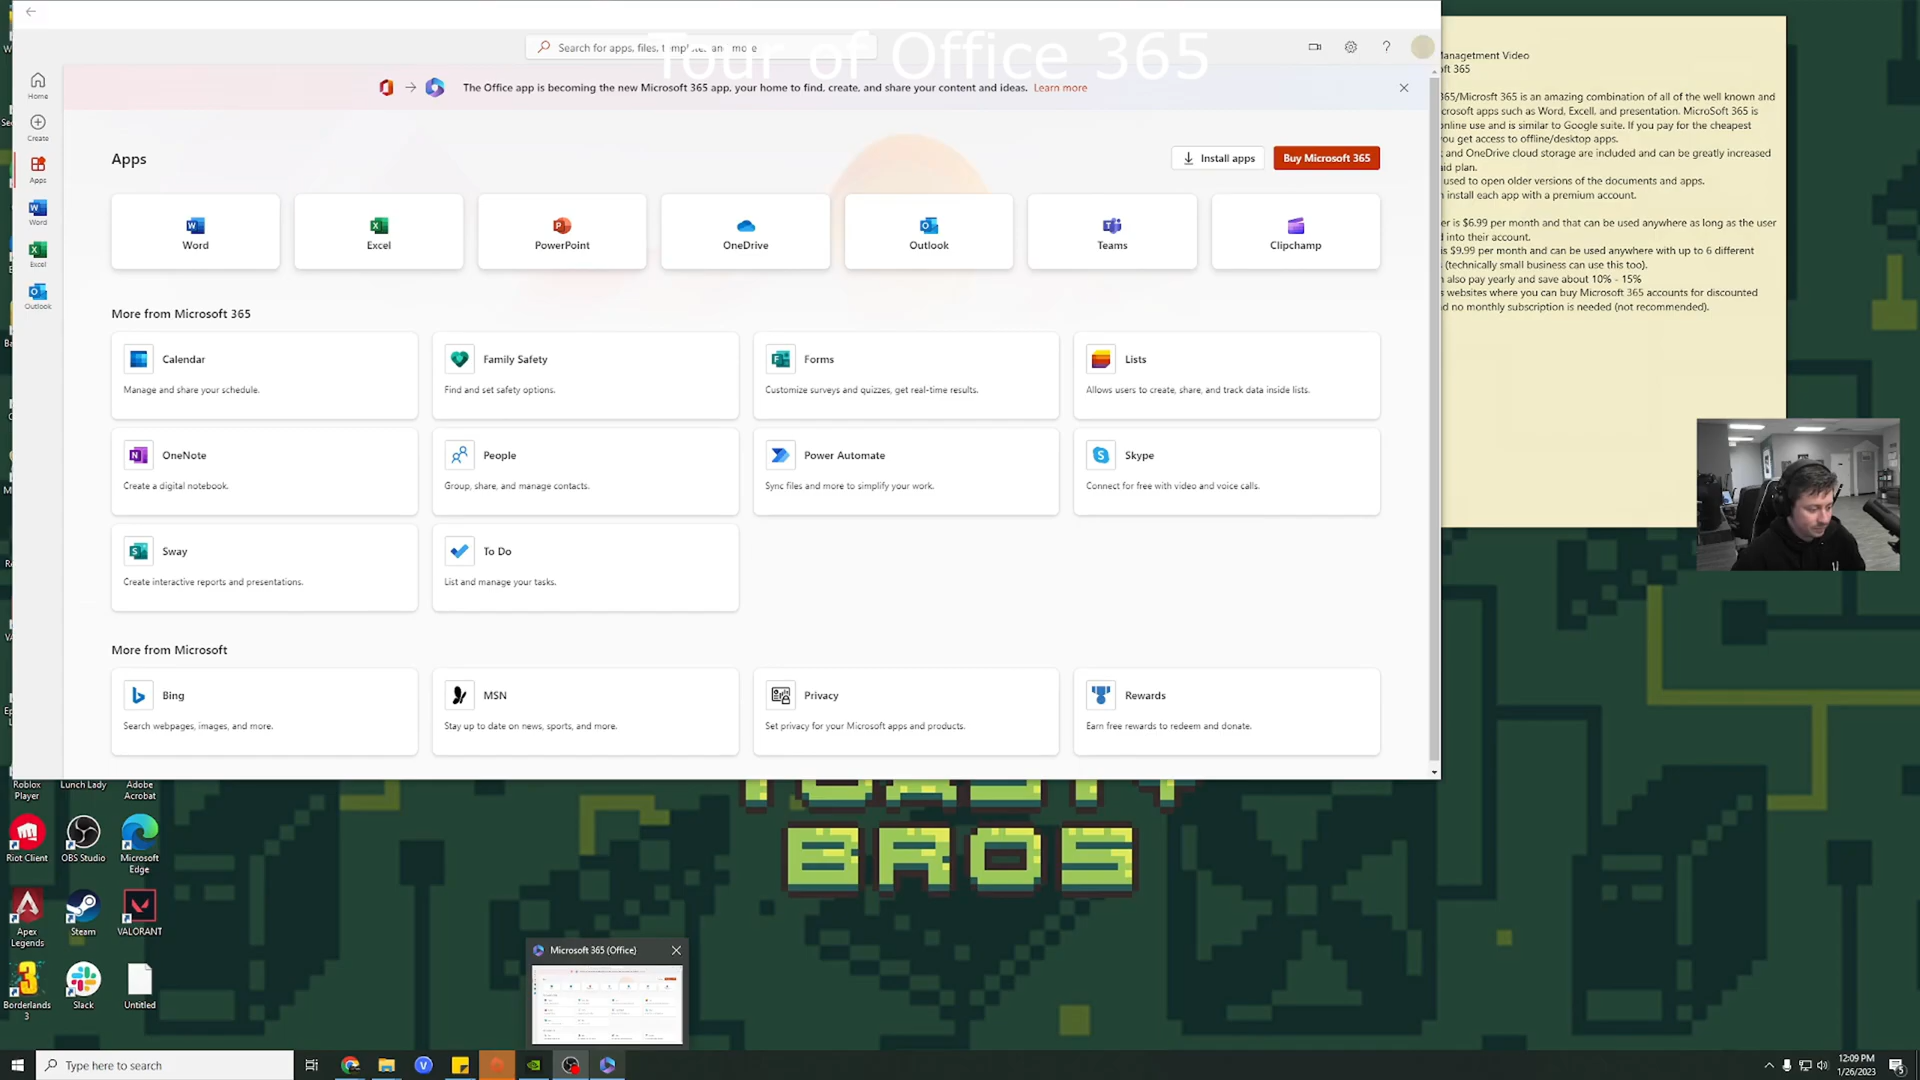 Tour of Office 365
Search for apps, files, templates, and more
The Office app is becoming the new Microsoft 365 app, your home to find, create, and share your content and ideas. Learn more
Home
Create
Apps
Word
Excel
Outlook
Apps
Install apps
Buy Microsoft 365
Word
Excel
PowerPoint
OneDrive
Outlook
Teams
Clipchamp
More from Microsoft 365
Calendar
Manage and share your schedule.
Family Safety
Find and set safety options.
Forms
Customize surveys and quizzes, get real-time results.
Lists
Allows users to create, share, and track data inside lists.
OneNote
Create a digital notebook.
People
Group, share, and manage contacts.
Power Automate
Sync files and more to simplify your work.
Skype
Connect for free with video and voice calls.
Sway
Create interactive reports and presentations.
To Do
List and manage your tasks.
More from Microsoft
Bing
Search webpages, images, and more.
MSN
Stay up to date on news, sports, and more.
Privacy
Set privacy for your Microsoft apps and products.
Rewards
Earn free rewards to redeem and donate.
Managetment Video
ft 365
365/Microsft 365 is an amazing combination of all of the well known and
crosoft apps such as Word, Excell, and presentation. MicroSoft 365 is
online use and is similar to Google suite. If you pay for the cheapest
you get access to offline/desktop apps.
and OneDrive cloud storage are included and can be greatly increased
aid plan.
used to open older versions of the documents and apps.
n install each app with a premium account.
er is $6.99 per month and that can be used anywhere as long as the user
d into their account.
is $9.99 per month and can be used anywhere with up to 6 different
(technically small business can use this too).
n also pay yearly and save about 10% - 15%
s websites where you can buy Microsoft 365 accounts for discounted
nd no monthly subscription is needed (not recommended).
BROS
Roblox Player
Lunch Lady
Adobe Acrobat
Riot Client
OBS Studio
Microsoft Edge
Apex Legends
Steam
VALORANT
Borderlands 3
Slack
Untitled
Microsoft 365 (Office)
Type here to search
12:09 PM
1/26/2023